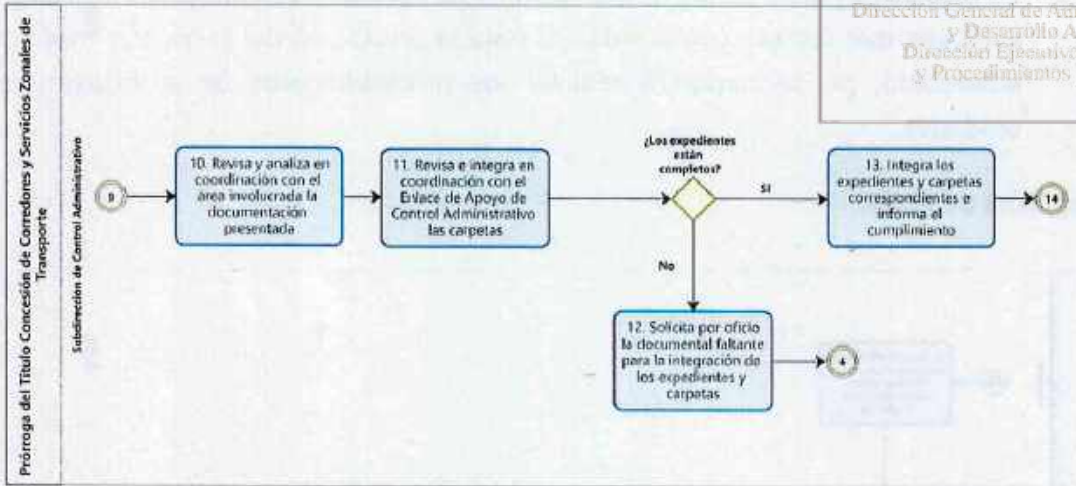 Dirección General de
y Desarrollo A
Dirección Ejecutiva
y Procedimientos
Prórroga del Título Concesión de Corredores y Servicios Zonales de
Transporte
Subdirección de Control Administrativo
9
10. Revisa y analiza en
coordinación con el
área involucrada la
documentación
presentada
11. Revisa e integra en
coordinación con el
Enlace de Apoyo de
Control Administrativo
las carpetas
¿Los expedientes
están
completos?
Si
13. Integra los
expedientes y carpetas
correspondientes e
informa el
cumplimiento
14
No
12. Solicita por oficio
la documental faltante
para la integración de
los expedientes y
carpetas
4